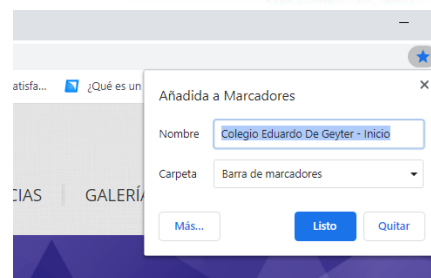 atisfa... ¿Qué es un
Añadida a Marcadores
Nombre Colegio Eduardo De Geyter - Inicio
Carpeta Barra de marcadores
CIAS GALERÍA
Más... Listo Quitar